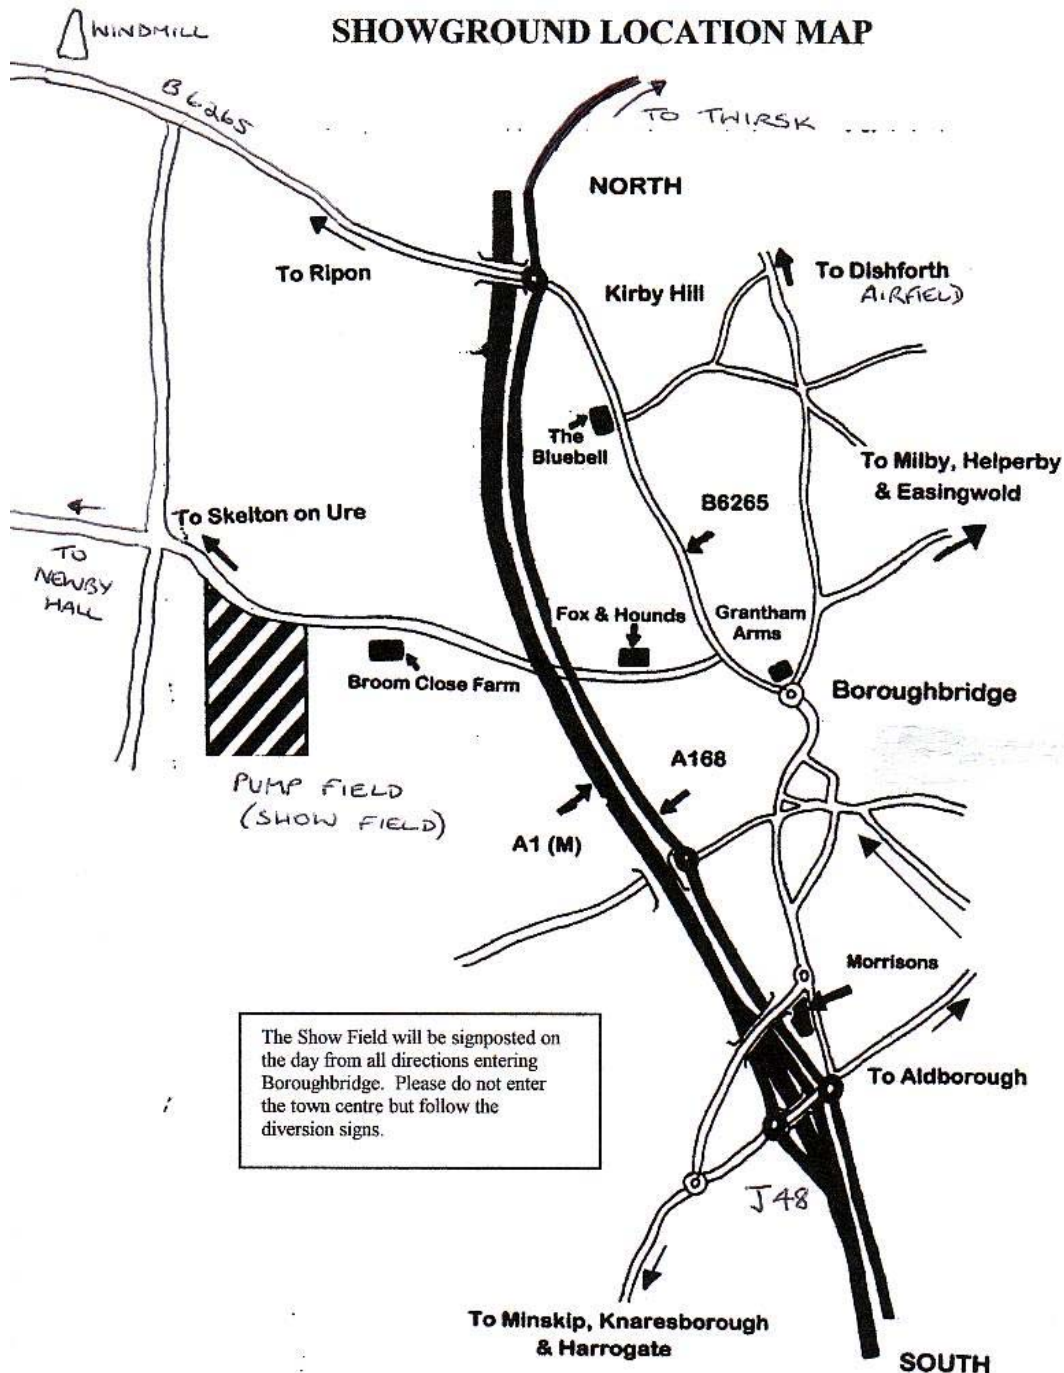 WINDMILL
SHOWGROUND LOCATION MAP
B6265
TO TWIRSK
NORTH
To Ripon
Kirby Hill
To Dishforth
AIRFIELD
The
Bluebell
To Milby, Helperby
& Easingwold
B6265
To Skelton on Ure
TO
NEWBY
HALL
Fox & Hounds
Grantham
Arms
Broom Close Farm
Boroughbridge
A168
PUMP FIELD
(SHOW FIELD)
A1 (M)
Morrisons
The Show Field will be signposted on
the day from all directions entering
Boroughbridge. Please do not enter
the town centre but follow the
diversion signs.
To Aldborough
J48
To Minskip, Knaresborough
& Harrogate
SOUTH